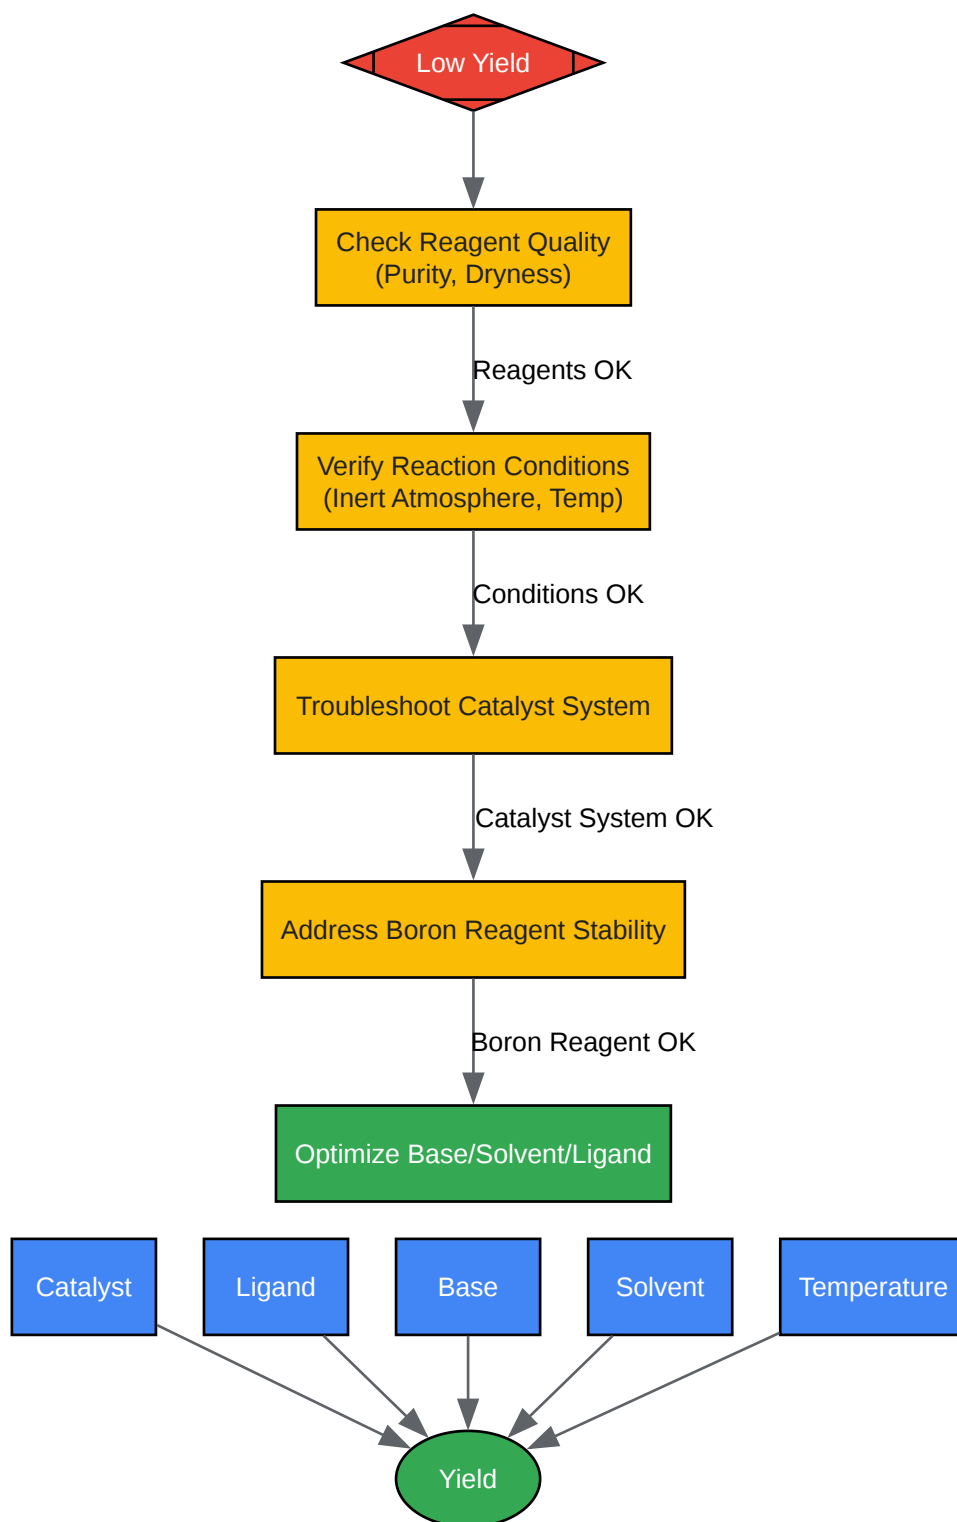 Low Yield
Check Reagent Quality
(Purity, Dryness)
Reagents OK
Verify Reaction Conditions
(Inert Atmosphere, Temp)
Conditions OK
Troubleshoot Catalyst System
Catalyst System OK
Address Boron Reagent Stability
Boron Reagent OK
Optimize Base/Solvent/Ligand
Catalyst
Ligand
Base
Solvent
Temperature
Yield